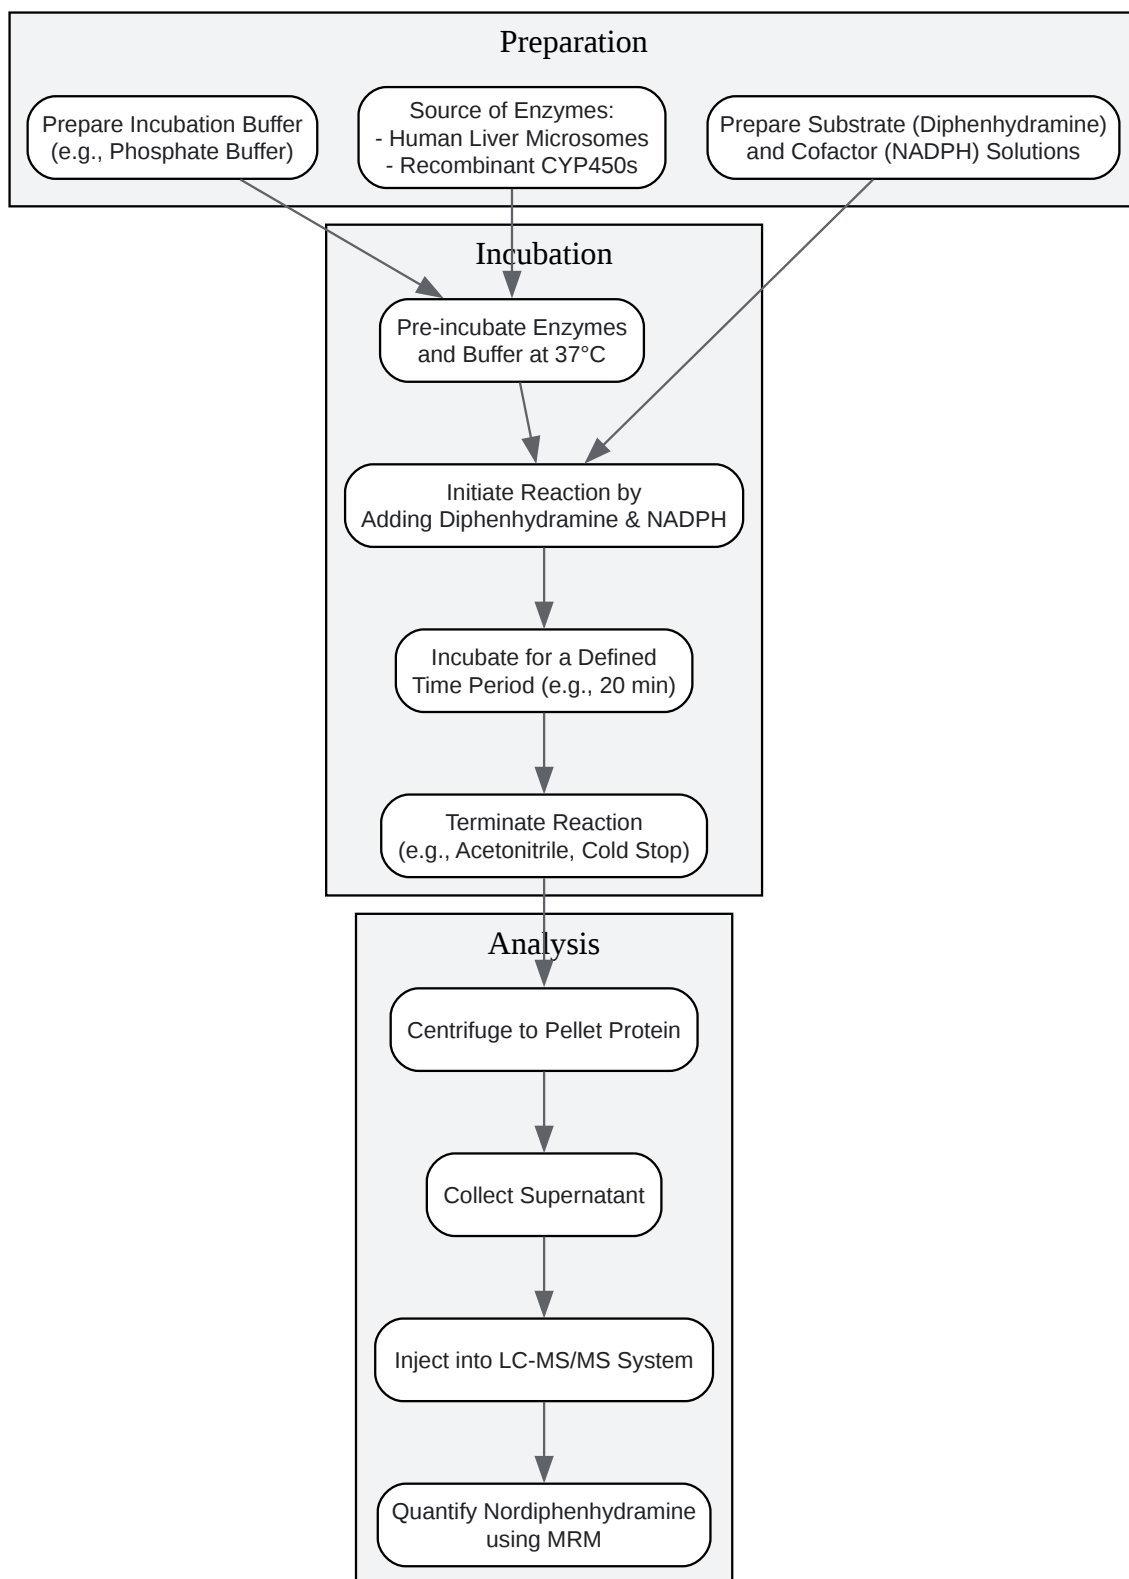 Preparation
Prepare Incubation Buffer
(e.g., Phosphate Buffer)
Source of Enzymes:
- Human Liver Microsomes
- Recombinant CYP450s
Prepare Substrate (Diphenhydramine)
and Cofactor (NADPH) Solutions
Incubation
Pre-incubate Enzymes
and Buffer at 37°C
Initiate Reaction by
Adding Diphenhydramine & NADPH
Incubate for a Defined
Time Period (e.g., 20 min)
Terminate Reaction
(e.g., Acetonitrile, Cold Stop)
Analysis
Centrifuge to Pellet Protein
Collect Supernatant
Inject into LC-MS/MS System
Quantify Nordiphenhydramine
using MRM